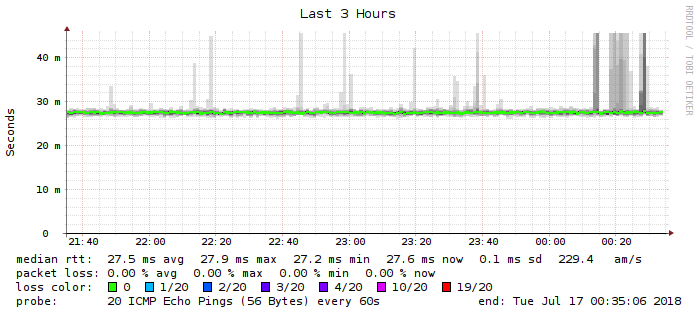 Last 3 Hours
RRDTOOL / TOBI OETIKER
Seconds
40 m
30 m
20 m
10 m
0
21:40 22:00 22:20 22:40 23:00 23:20 23:40 00:00 00:20
median rtt: 27.5 ms avg 27.9 ms max 27.2 ms min 27.6 ms now 0.1 ms sd 229.4 am/s
packet loss: 0.00 % avg 0.00 % max 0.00 % min 0.00 % now
loss color: 0 1/20 2/20 3/20 4/20 10/20 19/20
probe: 20 ICMP Echo Pings (56 Bytes) every 60s end: Tue Jul 17 00:35:06 2018